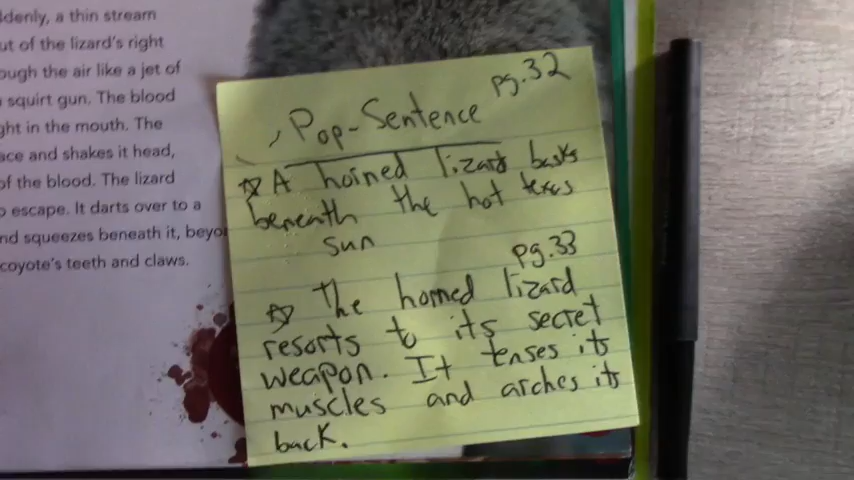 ddenly, a thin stream
ut of the lizard's right
ough the air like a jet of
squirt gun. The blood
ght in the mouth. The
ace and shakes it head,
of the blood. The lizard
o escape. It darts over to a
nd squeezes beneath it, beyo
coyote's teeth and claws.
pg.32
Pop-Sentence
A horned lizard basks
beneath the hot texas
sun
pg.33
The horned lizard
resorts to its secret
weapon. It tenses its
muscles and arches its
back.